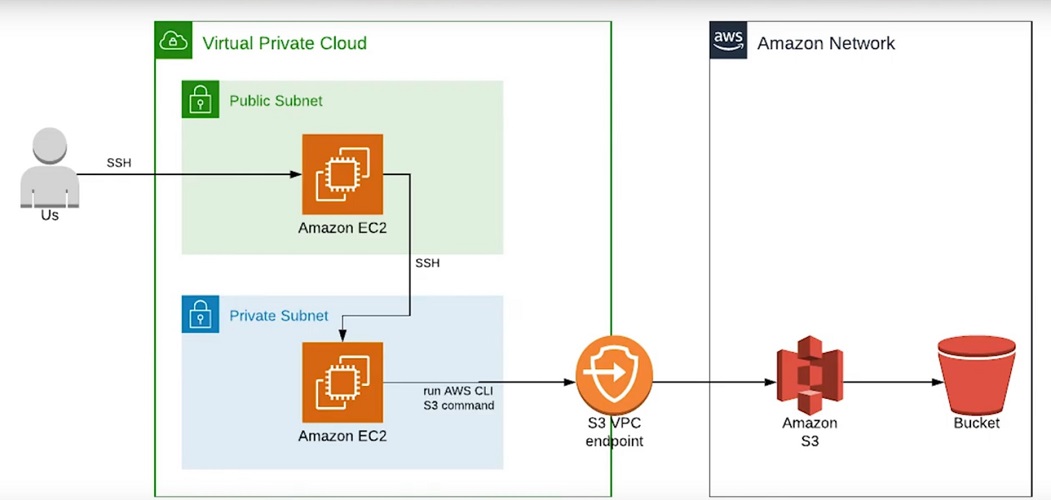 Virtual Private Cloud
aws
Amazon Network
Public Subnet
SSH
Us
Amazon EC2
SSH
Private Subnet
run AWS CLI
S3 command
Amazon EC2
S3 VPC
endpoint
Amazon
S3
Bucket